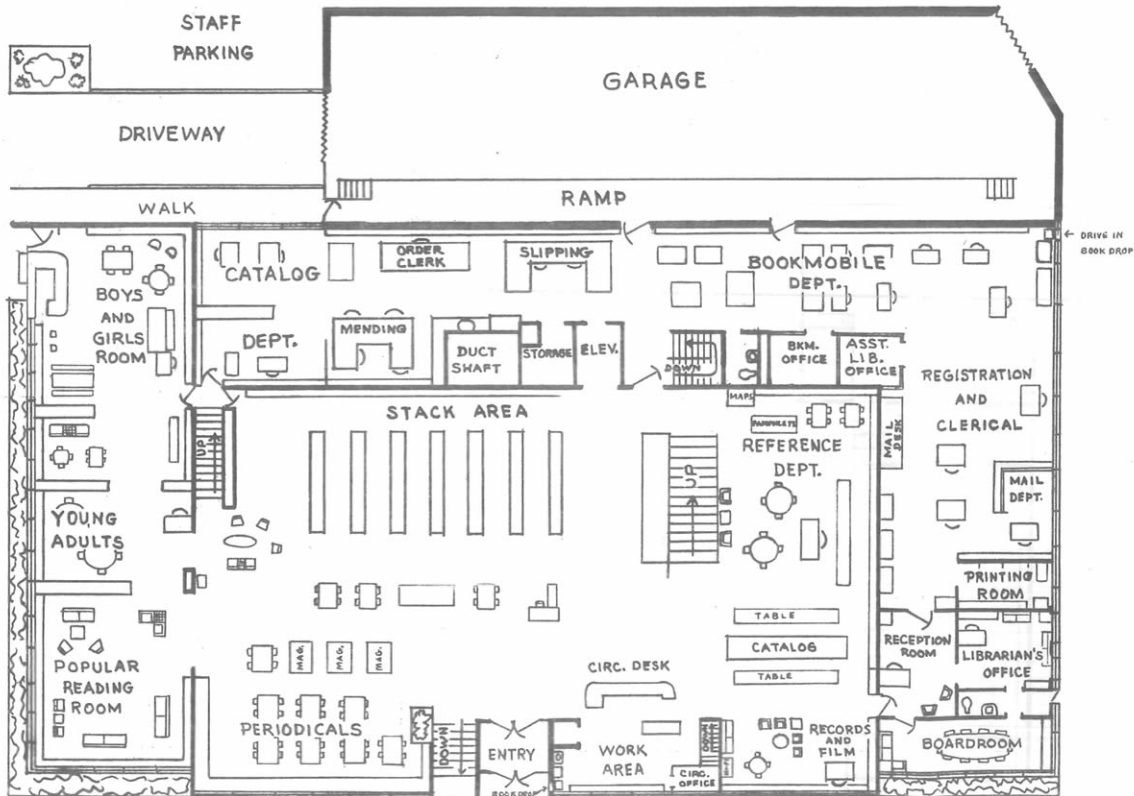 STAFF
PARKING
GARAGE
DRIVEWAY
RAMP
WALK
DRIVE IN
BOOK DROP
CATALOG
DEPT.
ORDER
CLERK
SLIPPING
BOOKMOBILE
DEPT.
BOYS
AND
GIRLS
ROOM
MENDING
DUCT
SHAFT
STORAGE
ELEV.
DOWN
BKM.
OFFICE
ASST.
LIB.
OFFICE
REGISTRATION
AND
CLERICAL
STACK AREA
MAPS
PAMPHLETS
REFERENCE
DEPT.
MAIL
DESK
UP
UP
MAIL
DEPT.
YOUNG
ADULTS
PRINTING
ROOM
TABLE
CATALOG
TABLE
RECEPTION
ROOM
LIBRARIAN'S
OFFICE
POPULAR
READING
ROOM
MAG.
MAG.
MAG.
CIRC. DESK
PERIODICALS
DOWN
ENTRY
BOOK DROP
WORK
AREA
DOWN
CIRC.
OFFICE
RECORDS
AND
FILM
BOARDROOM